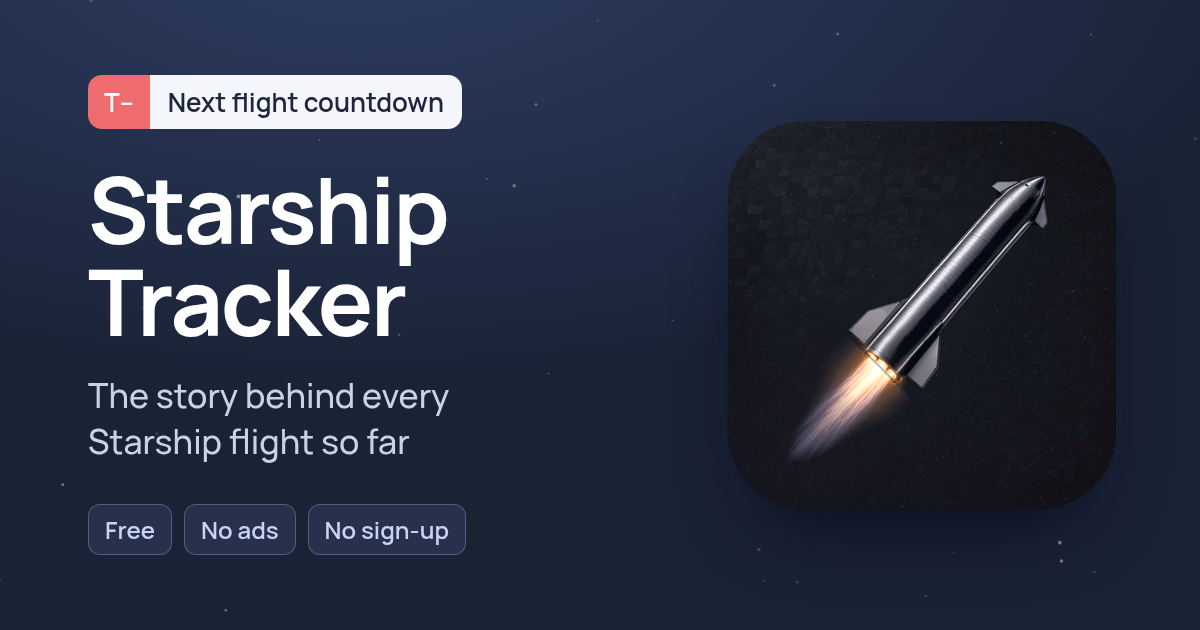 T–
Next flight countdown
Starship
Tracker
The story behind every
Starship flight so far
Free
No ads
No sign-up